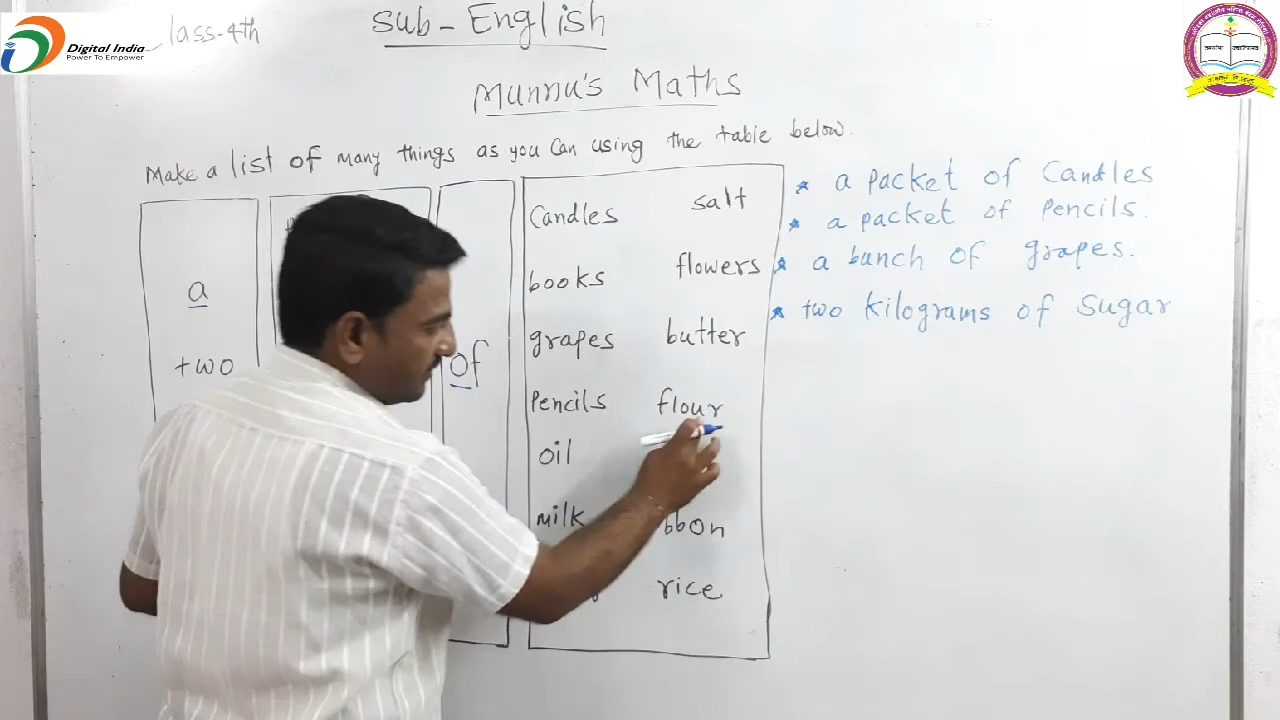 Digital India
Power To Empower
lass-4th
Sub-English
Munnu's Maths
Make a list of many things as you can using the table below.
a
two
of
Candles salt
books flowers
grapes butter
Pencils flour
oil
milk
rice
a packet of Candles
a packet of Pencils.
a bunch of grapes.
two kilograms of Sugar